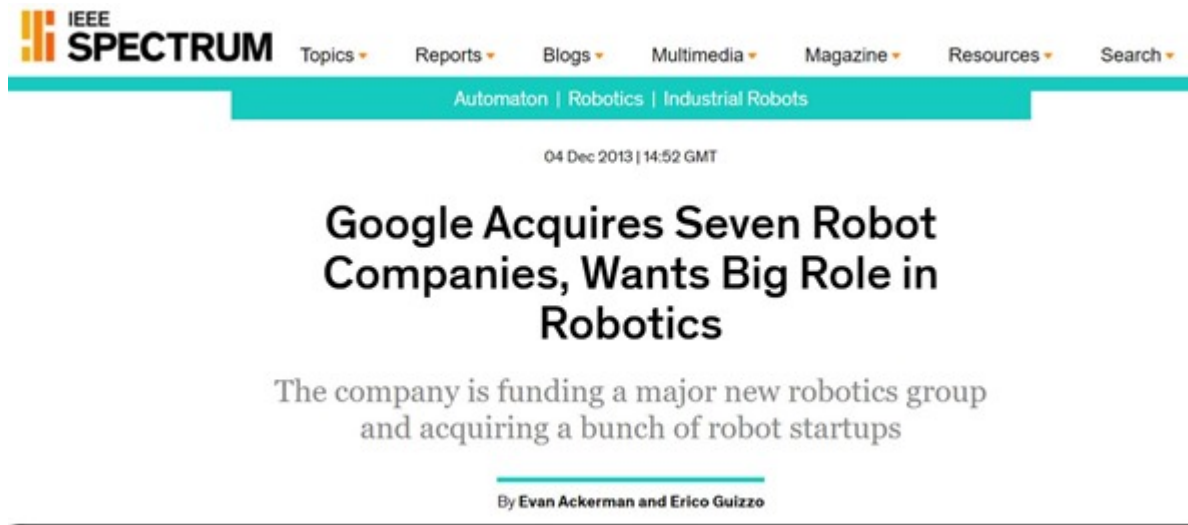 IEEE
SPECTRUM
Topics Reports Blogs Multimedia Magazine Resources Search
Automaton | Robotics | Industrial Robots
04 Dec 2013 | 14:52 GMT
Google Acquires Seven Robot
Companies, Wants Big Role in
Robotics
The company is funding a major new robotics group
and acquiring a bunch of robot startups
By Evan Ackerman and Erico Guizzo